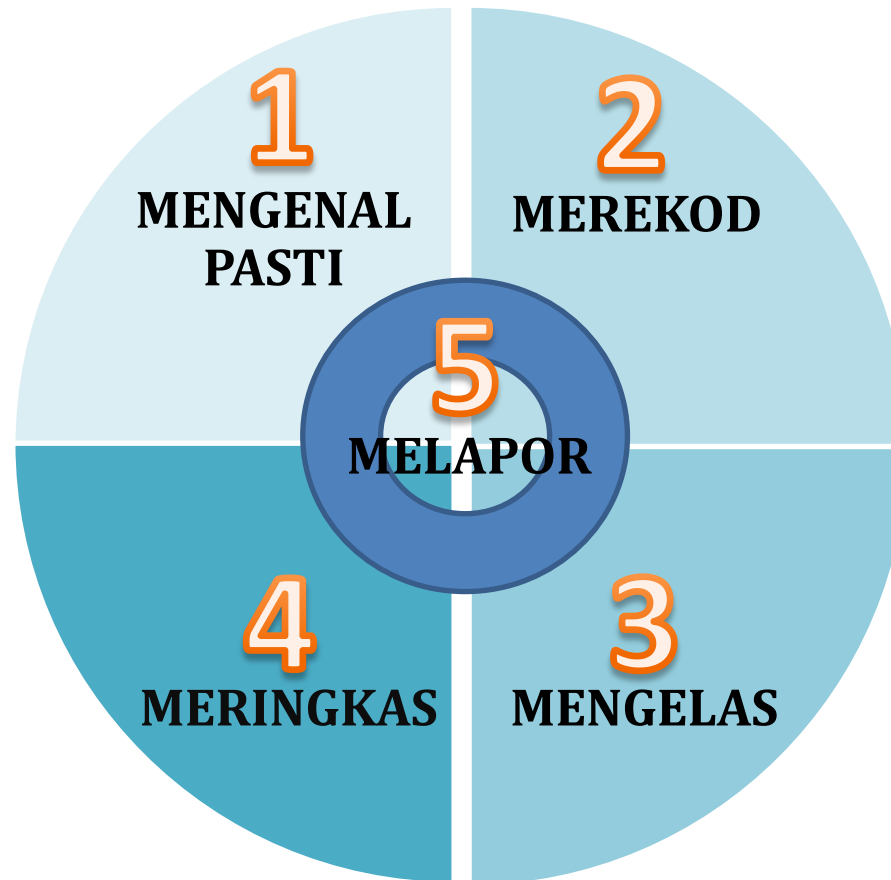 1
MENGENAL
PASTI
2
MEREKOD
5
MELAPOR
4
MERINGKAS
3
MENGELAS